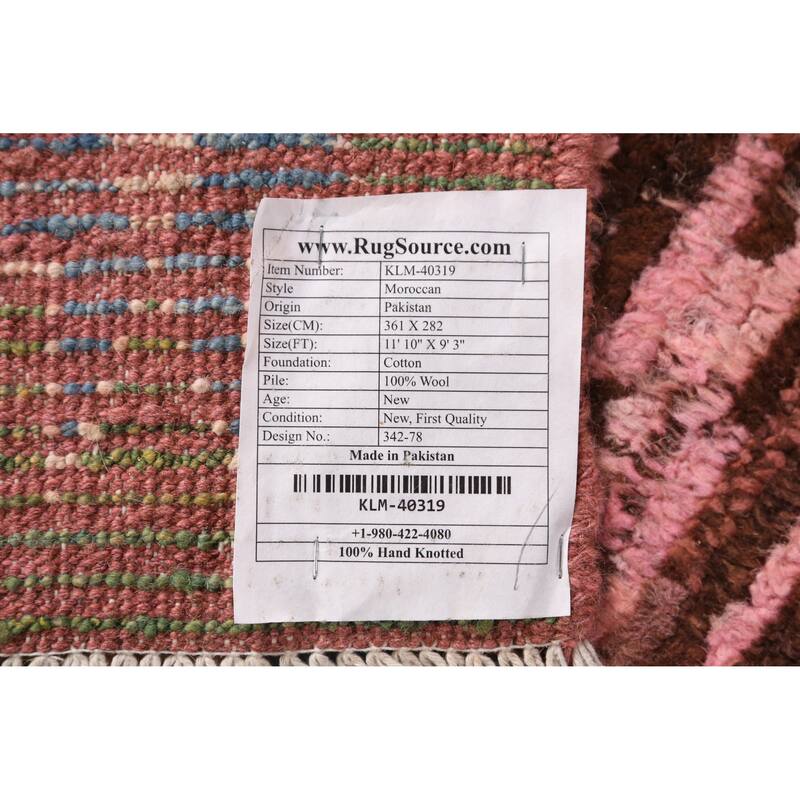 www.RugSource.com
Item Number: KLM-40319
Style Moroccan
Origin Pakistan
Size(CM): 361 X 282
Size(FT): 11' 10" X 9' 3"
Foundation: Cotton
Pile: 100% Wool
Age: New
Condition: New, First Quality
Design No.: 342-78
Made in Pakistan
KLM-40319
+1-980-422-4080
100% Hand Knotted